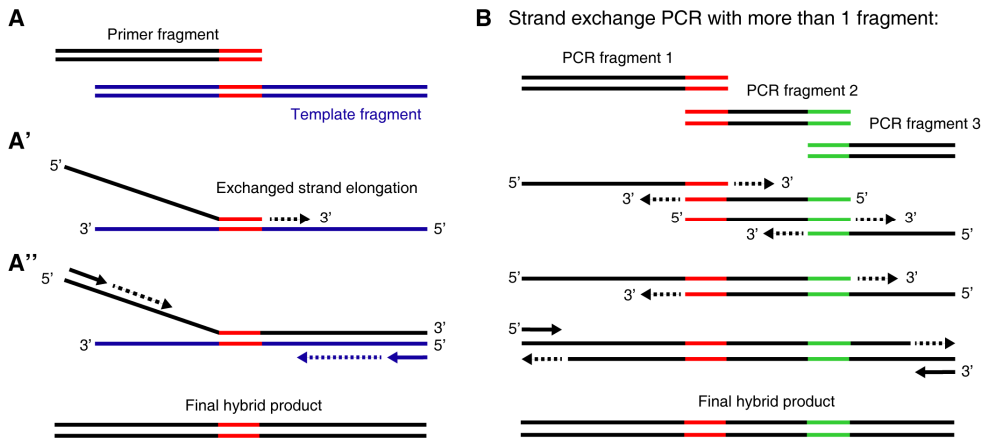 A
Primer fragment
Template fragment
A’
5’
Exchanged strand elongation
3’
3’
5’
A’’
5’
3’
3’
5’
Final hybrid product
B Strand exchange PCR with more than 1 fragment:
PCR fragment 1
PCR fragment 2
PCR fragment 3
5’
3’
3’
5’
5’
3’
3’
5’
5’
3’
3’
5’
5’
3’
Final hybrid product